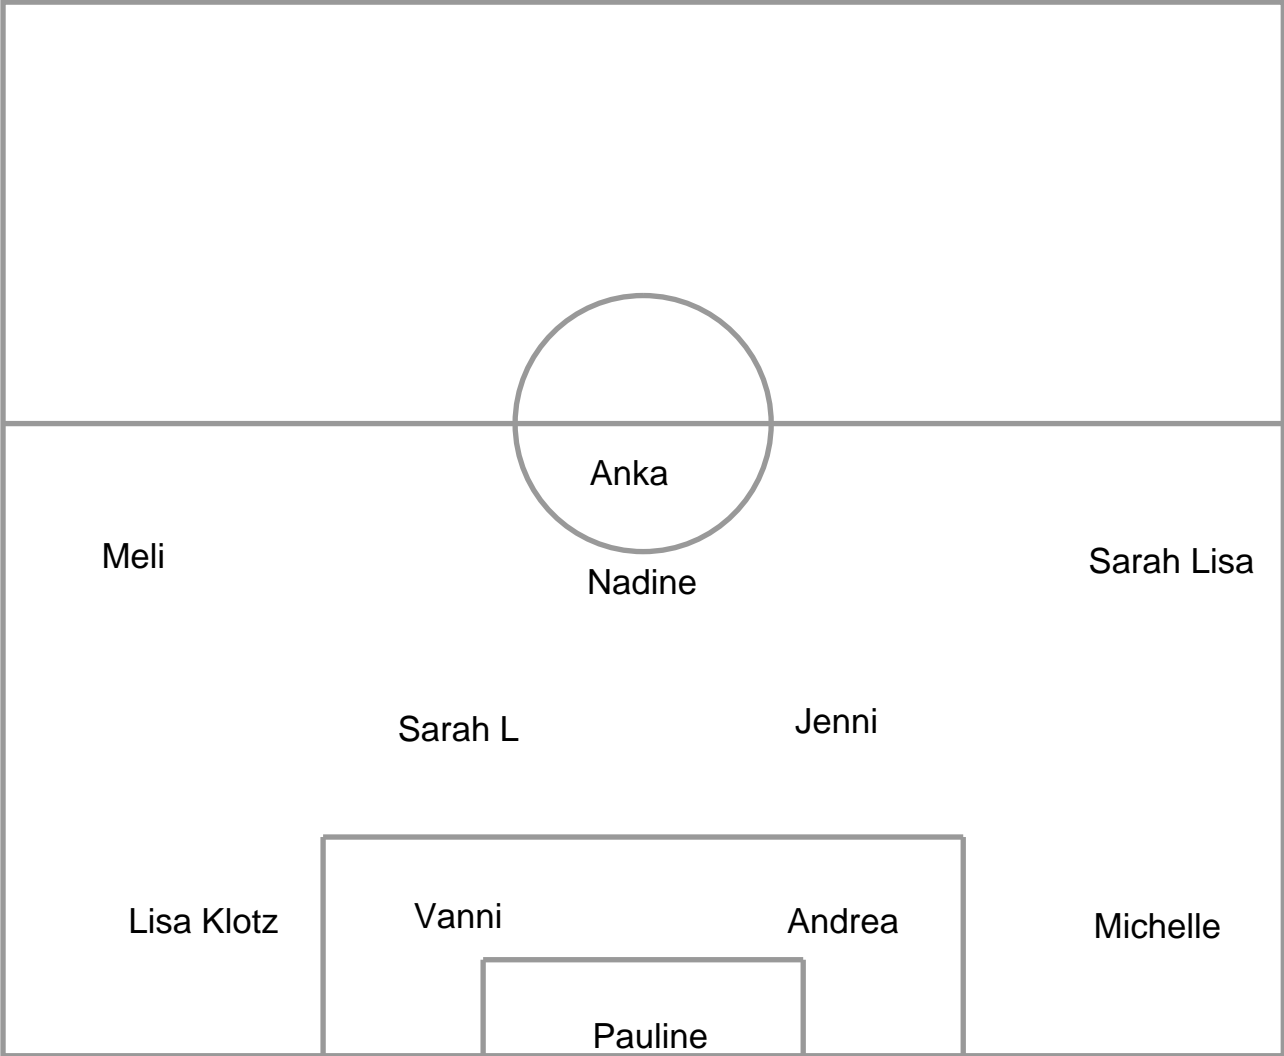 Anka
Meli
Sarah Lisa
Nadine
Sarah L
Jenni
Lisa Klotz
Vanni
Andrea
Michelle
Pauline